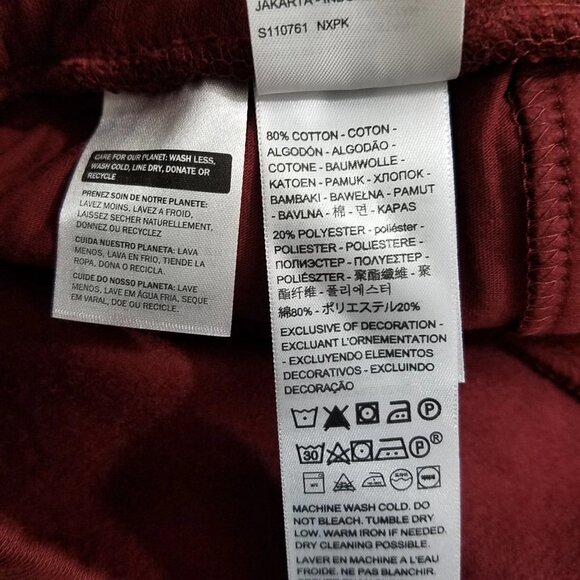 JAKARTA - INDO
S110761 NXPK
CARE FOR OUR PLANET: WASH LESS,
WASH COLD, LINE DRY, DONATE OR
RECYCLE
PRENEZ SOIN DE NOTRE PLANETE:
LAVEZ MOINS, LAVEZ A FROID,
LAISSEZ SECHER NATURELLEMENT,
DONNEZ OU RECYCLEZ
CUIDA NUESTRO PLANETA: LAVA
MENOS, LAVA EN FRIO, TIENDE LA
ROPA, DONA O RECICLA.
CUIDE DO NOSSO PLANETA: LAVE
MENOS, LAVE EM ÁGUA FRIA, SEQUE
EM VARAL, DOE OU RECICLE.
80% COTTON - COTON -
ALGODÓN - ALGODÃO -
COTONE - BAUMWOLLE -
KATOEN - PAMUK - ХЛОПОК -
BAMBAKI - BAWEŁNA - PAMUT
- BAVLNA - 棉 - 면 - KAPAS
20% POLYESTER - poliéster -
POLIESTER - POLIESTERE -
ПОЛИЭСТЕР - POLYESTER -
POLIÉSZTER - 聚酯纖維 - 聚
酯纤维 - 폴리에스터
綿80% - ポリエステル20%
EXCLUSIVE OF DECORATION -
EXCLUANT L'ORNEMENTATION
- EXCLUYENDO ELEMENTOS
DECORATIVOS - EXCLUINDO
DECORAÇÃO
P
30 P®
MACHINE WASH COLD. DO
NOT BLEACH. TUMBLE DRY
LOW. WARM IRON IF NEEDED.
DRY CLEANING POSSIBLE.
LAVER EN MACHINE A L'EAU
FROIDE. NE PAS BLANCHIR.